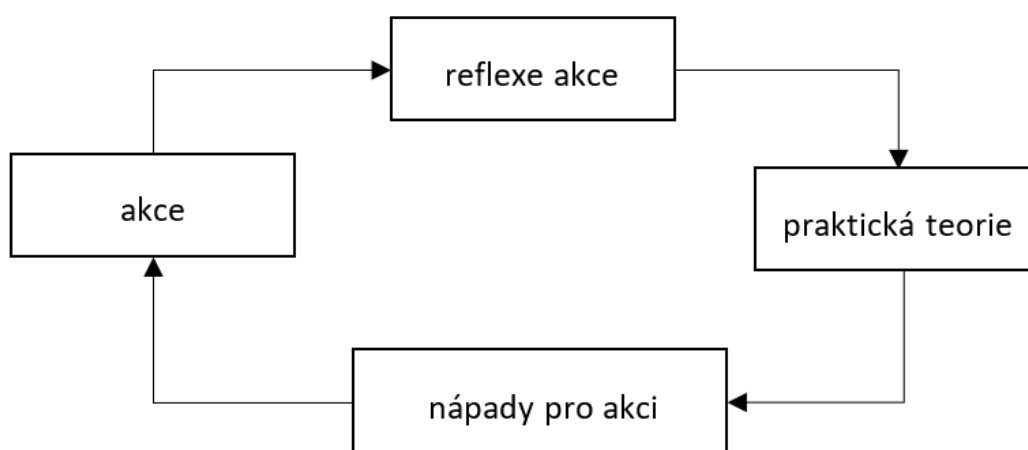 reflexe akce
akce
praktická teorie
nápady pro akci